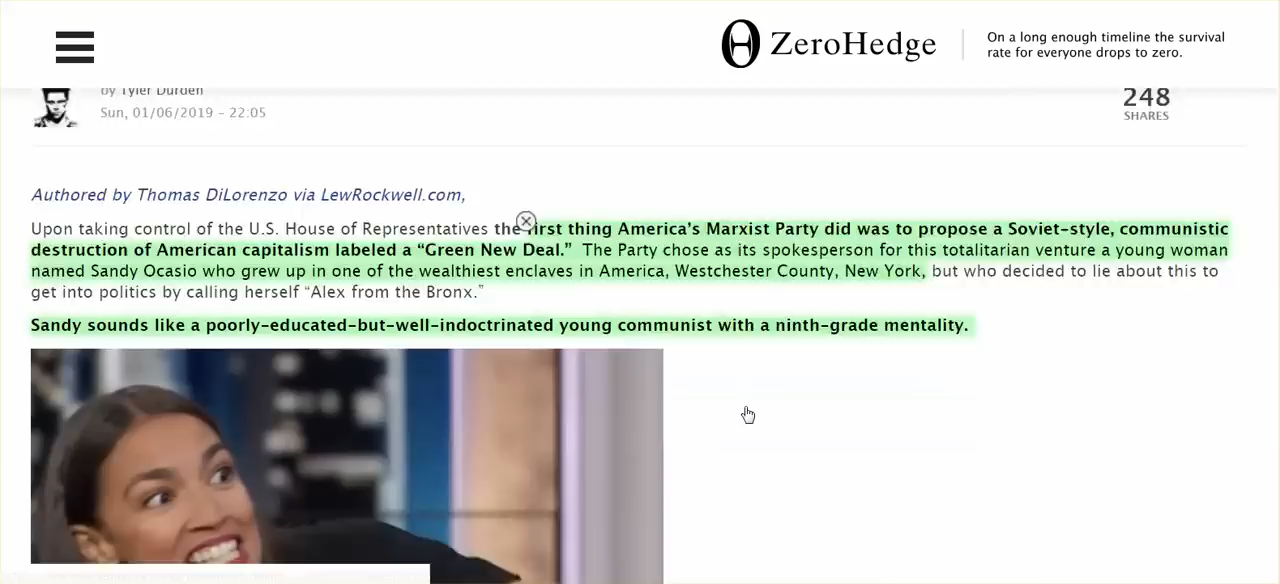 ZeroHedge
On a long enough timeline the survival
rate for everyone drops to zero.
by Tyler Durden
Sun, 01/06/2019 - 22:05
248
SHARES
Authored by Thomas DiLorenzo via LewRockwell.com,
Upon taking control of the U.S. House of Representatives the first thing America's Marxist Party did was to propose a Soviet-style, communistic
destruction of American capitalism labeled a “Green New Deal.” The Party chose as its spokesperson for this totalitarian venture a young woman
named Sandy Ocasio who grew up in one of the wealthiest enclaves in America, Westchester County, New York, but who decided to lie about this to
get into politics by calling herself “Alex from the Bronx.”
Sandy sounds like a poorly-educated-but-well-indoctrinated young communist with a ninth-grade mentality.